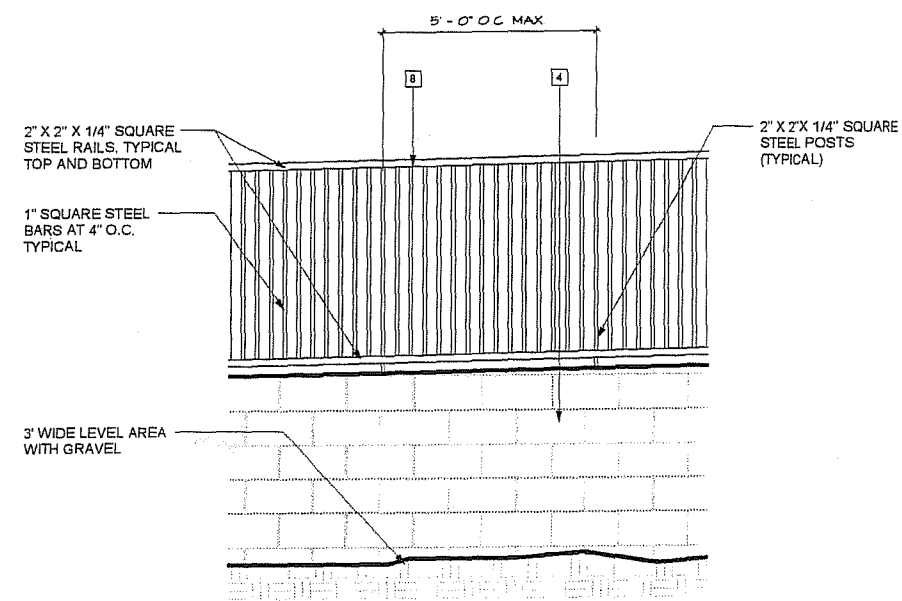 5' - 0" O.C MAX
8
4
2" X 2" X 1/4" SQUARE
STEEL RAILS, TYPICAL
TOP AND BOTTOM
2" X 2"X 1/4" SQUARE
STEEL POSTS
(TYPICAL)
1" SQUARE STEEL
BARS AT 4" O.C.
TYPICAL
3' WIDE LEVEL AREA
WITH GRAVEL